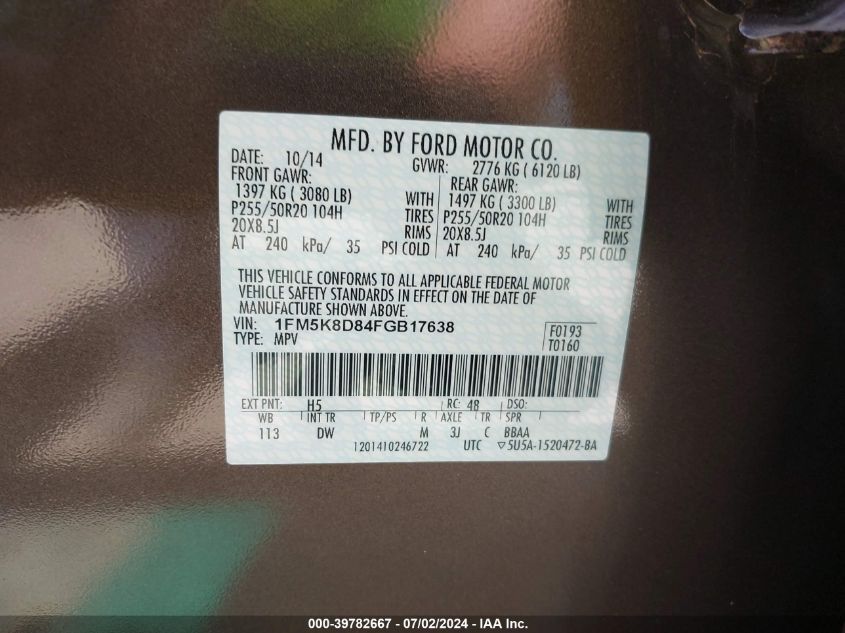 MFD. BY FORD MOTOR CO.
DATE: 10/14 GVWR: 2776 KG ( 6120 LB)
FRONT GAWR: REAR GAWR:
1397 KG ( 3080 LB) WITH 1497 KG ( 3300 LB) WITH
P255/50R20 104H TIRES P255/50R20 104H TIRES
20X8.5J RIMS 20X8.5J RIMS
AT 240 kPa/ 35 PSI COLD AT 240 kPa/ 35 PSI COLD
THIS VEHICLE CONFORMS TO ALL APPLICABLE FEDERAL MOTOR
VEHICLE SAFETY STANDARDS IN EFFECT ON THE DATE OF
MANUFACTURE SHOWN ABOVE.
VIN: 1FM5K8D84FGB17638 F0193
TYPE: MPV T0160
EXT PNT: H5 RC: 48 DSO:
WB INT TR TP/PS R AXLE TR SPR
113 DW M 3J C BBAA
1201410246722 UTC ▽5U5A-1520472-BA
000-39782667 / 07/02/2024 - IAA Inc.